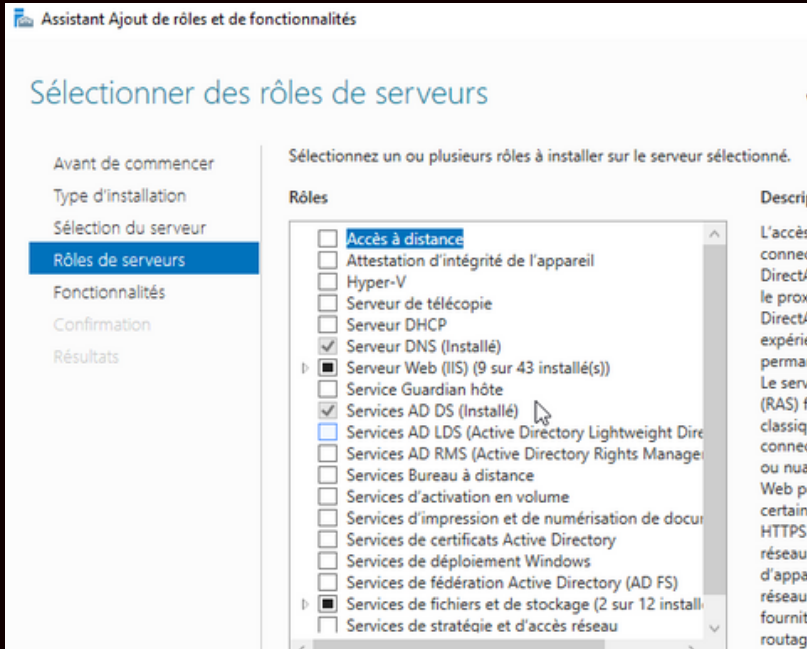 Assistant Ajout de rôles et de fonctionnalités
Sélectionner des rôles de serveurs
Avant de commencer
Type d'installation
Sélection du serveur
Rôles de serveurs
Fonctionnalités
Confirmation
Résultats
Sélectionnez un ou plusieurs rôles à installer sur le serveur sélectionné.
Rôles
Accès à distance
Attestation d'intégrité de l'appareil
Hyper-V
Serveur de télécopie
Serveur DHCP
Serveur DNS (Installé)
Serveur Web (IIS) (9 sur 43 installé(s))
Service Guardian hôte
Services AD DS (Installé)
Services AD LDS (Active Directory Lightweight Dire
Services AD RMS (Active Directory Rights Manage
Services Bureau à distance
Services d'activation en volume
Services d'impression et de numérisation de docu
Services de certificats Active Directory
Services de déploiement Windows
Services de fédération Active Directory (AD FS)
Services de fichiers et de stockage (2 sur 12 install
Services de stratégie et d'accès réseau
Descri
L'accès
connec
DirectA
le prox
DirectA
expérie
perma
Le serv
(RAS) f
classiq
connec
ou nua
Web p
certain
HTTPS
réseau
d'appa
réseau
fournit
routag